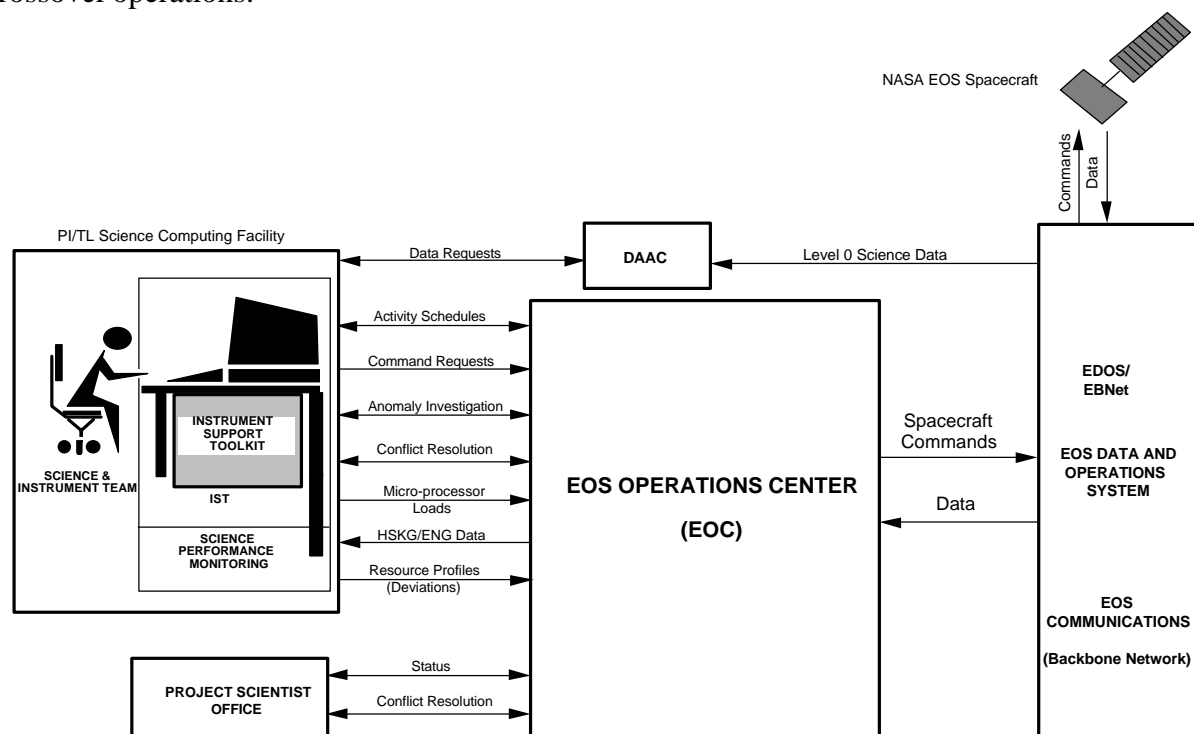 rossover operations.
NASA EOS Spacecraft
Commands
Data
PI/TL Science Computing Facility
Data Requests
DAAC
Level 0 Science Data
Activity Schedules
Command Requests
Anomaly Investigation
Conflict Resolution
Micro-processor
Loads
HSKG/ENG Data
Resource Profiles
(Deviations)
INSTRUMENT
SUPPORT
TOOLKIT
IST
SCIENCE &
INSTRUMENT TEAM
SCIENCE
PERFORMANCE
MONITORING
EOS OPERATIONS CENTER
(EOC)
Spacecraft
Commands
Data
EDOS/
EBNet
EOS DATA AND
OPERATIONS
SYSTEM
EOS
COMMUNICATIONS
(Backbone Network)
PROJECT SCIENTIST
OFFICE
Status
Conflict Resolution